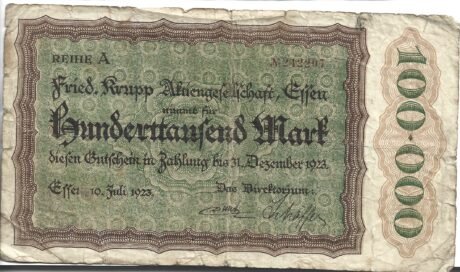 REIHE A
№ 242207
Fried. Krupp Aktiengesellschaft, Essen
nimmt für
Hunderttausend Mark
diesen Gutschein in Zahlung bis 31. Dezember 1923.
Essen 10. Juli 1923. Das Direktorium:
100·000